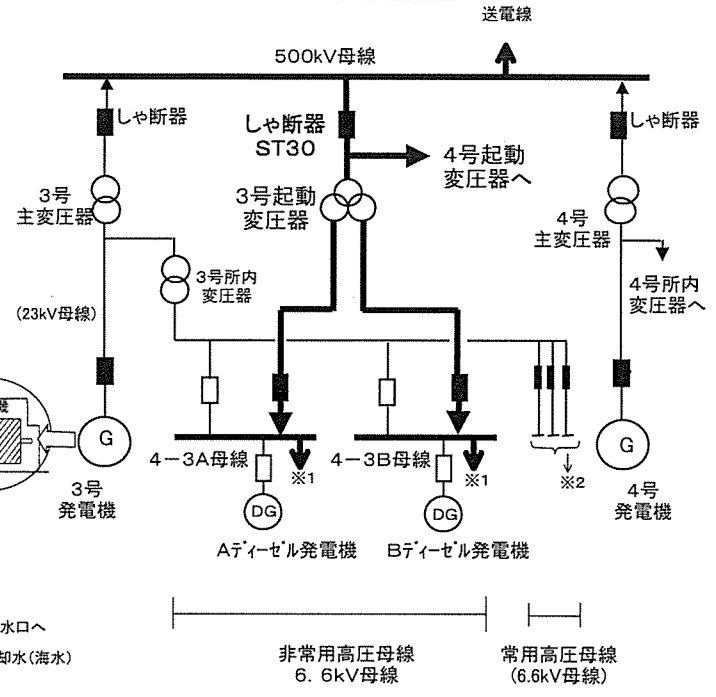 送電線
500kV母線
しゃ断器
しゃ断器
ST30
4号起動
変圧器へ
しゃ断器
3号
主変圧器
3号起動
変圧器
4号
主変圧器
3号所内
変圧器
4号所内
変圧器へ
(23kV母線)
機
G
4-3A母線
※1
4-3B母線
※1
※2
G
3号
発電機
DG
DG
4号
発電機
Aディーゼル発電機
Bディーゼル発電機
水口へ
却水(海水)
非常用高圧母線
6.6kV母線
常用高圧母線
(6.6kV母線)